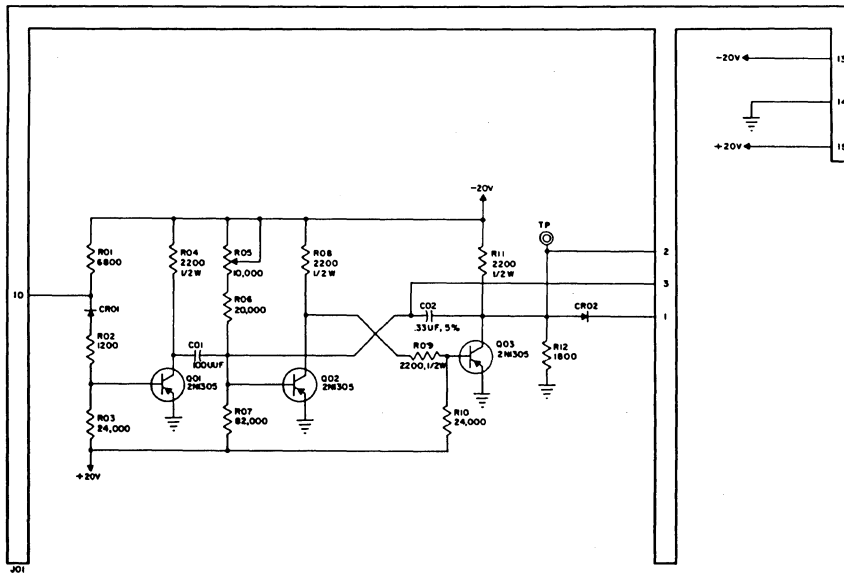 -20V
13
14
+20V
15
-20V
TP
R01
6800
R04
2200
1/2W
R05
10,000
R08
2200
1/2W
R11
2200
1/2W
2
3
10
CR01
R06
20,000
C02
.33UF, 5%
CR02
1
R02
1200
C01
100UUF
R09
2200, 1/2W
Q03
2N1305
R12
1800
Q01
2N1305
Q02
2N1305
R03
24,000
R07
82,000
R10
24,000
+20V
J01